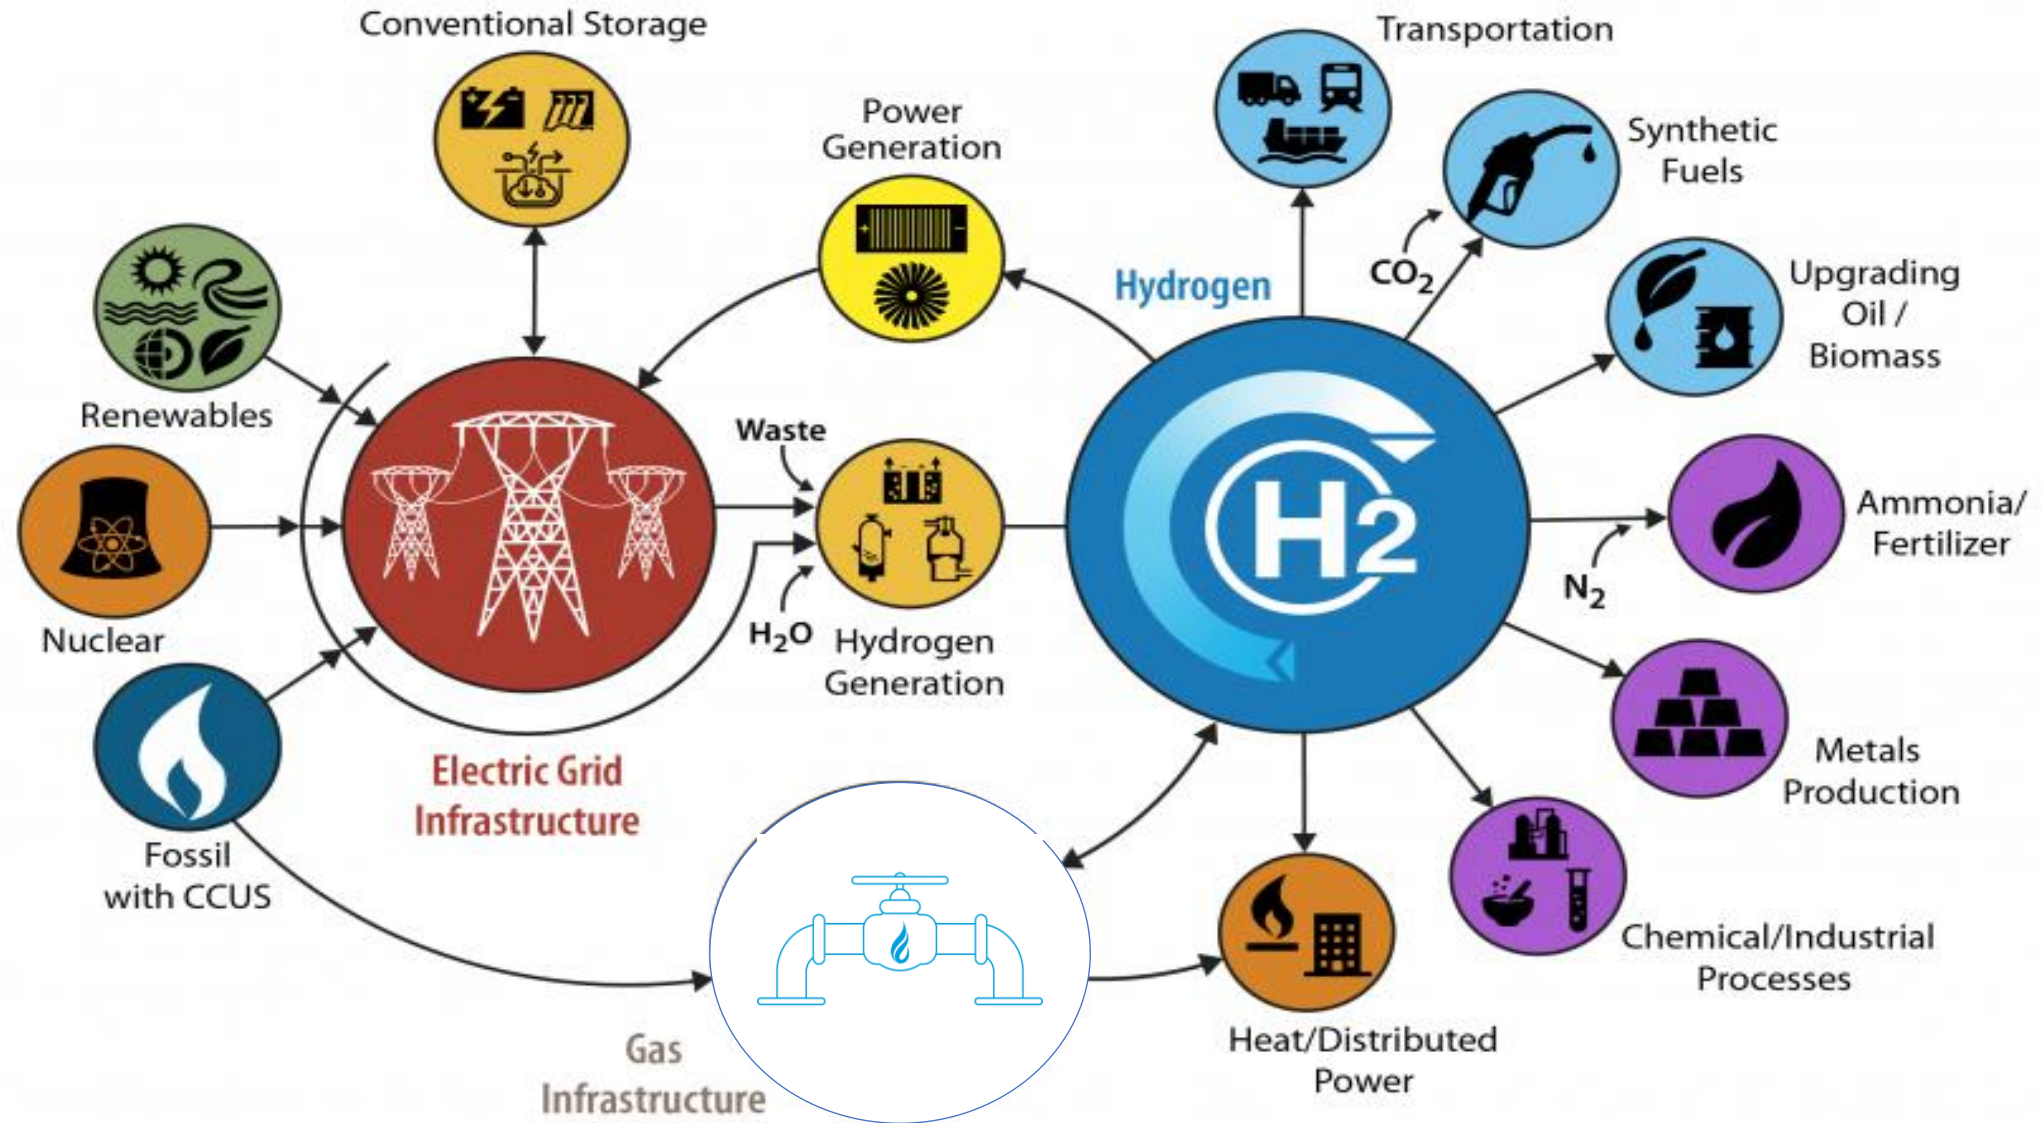 Conventional Storage
Transportation
Power
Generation
Synthetic
Fuels
Hydrogen
CO₂
Upgrading
Oil /
Biomass
Renewables
Waste
H2
Ammonia/
Fertilizer
N₂
Nuclear
H₂O
Hydrogen
Generation
Electric Grid
Infrastructure
Metals
Production
Fossil
with CCUS
Chemical/Industrial
Processes
Gas
Infrastructure
Heat/Distributed
Power